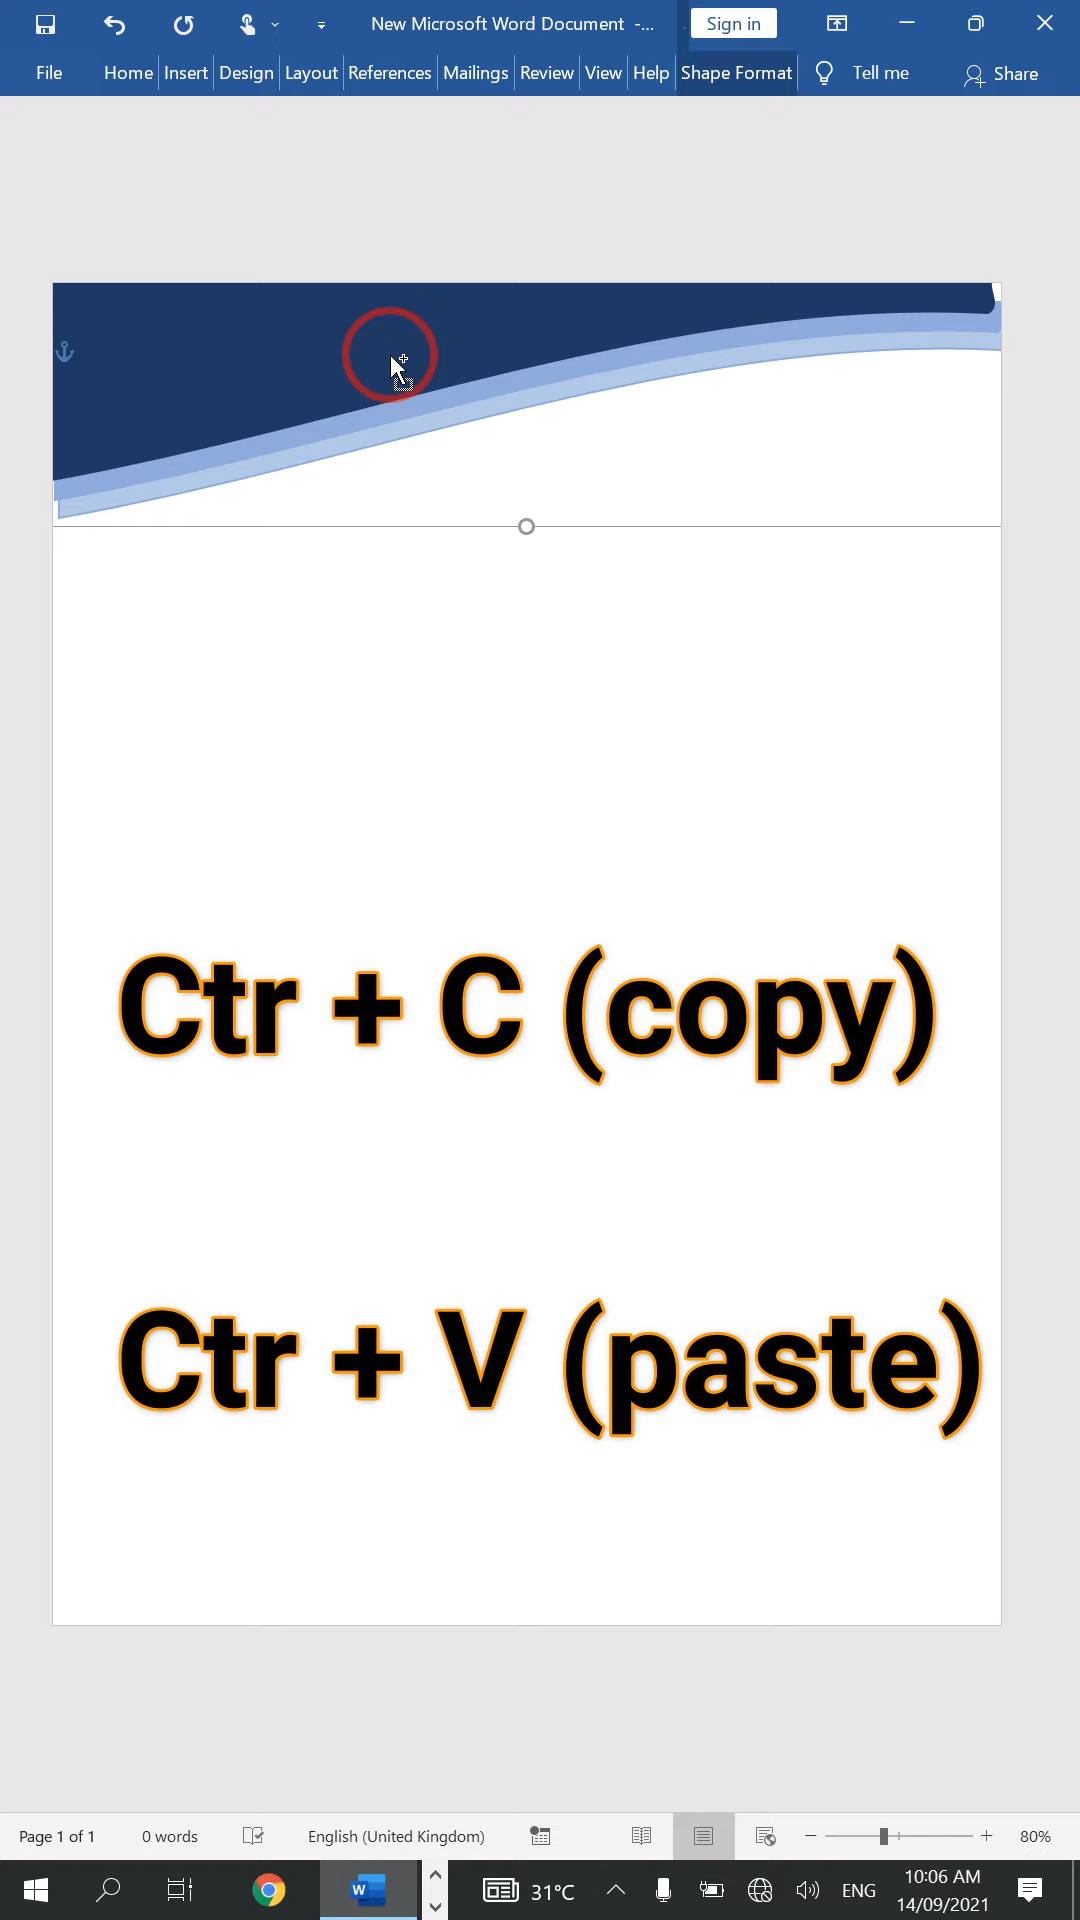 New Microsoft Word Document -...
Sign in
File Home Insert Design Layout References Mailings Review View Help Shape Format Tell me Share
Ctr + C (copy)
Ctr + V (paste)
Page 1 of 1 0 words English (United Kingdom) 80%
W 31°C ENG 10:06 AM
14/09/2021